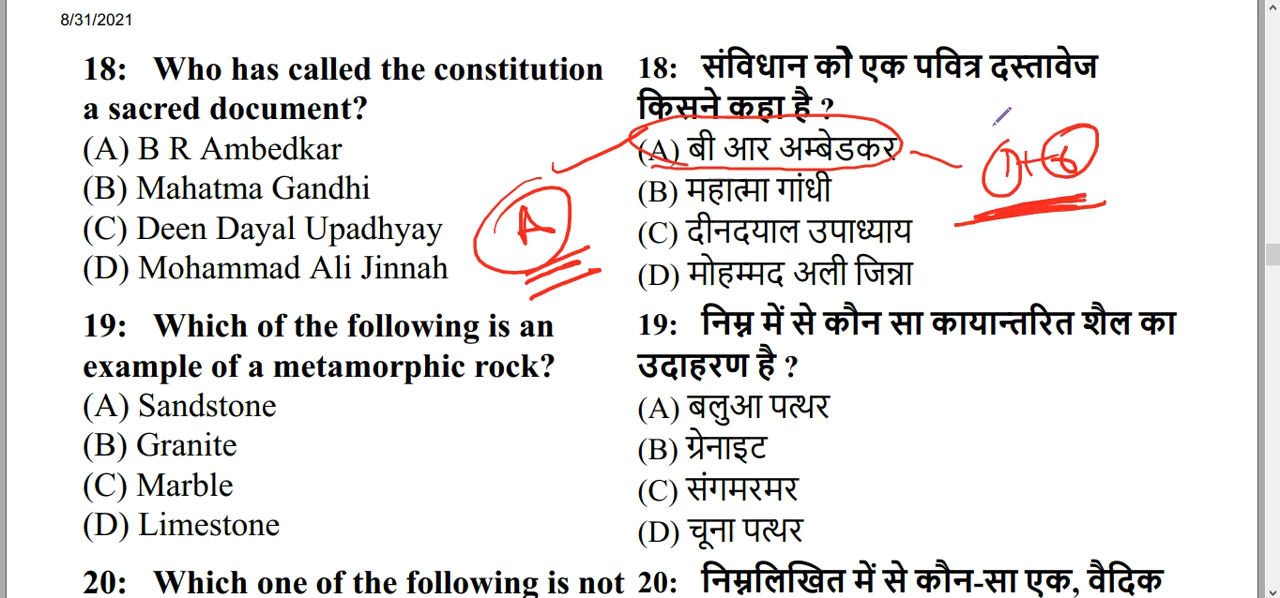 8/31/2021
18: Who has called the constitution
a sacred document?
(A) B R Ambedkar
(B) Mahatma Gandhi
(C) Deen Dayal Upadhyay
(D) Mohammad Ali Jinnah
A
19: Which of the following is an
example of a metamorphic rock?
(A) Sandstone
(B) Granite
(C) Marble
(D) Limestone
20: Which one of the following is not
18: संविधान को एक पवित्र दस्तावेज
किसने कहा है ?
(A) बी आर अम्बेडकर
(B) महात्मा गांधी
(C) दीनदयाल उपाध्याय
(D) मोहम्मद अली जिन्ना
19: निम्न में से कौन सा कायान्तरित शैल का
उदाहरण है ?
(A) बलुआ पत्थर
(B) ग्रेनाइट
(C) संगमरमर
(D) चूना पत्थर
20: निम्नलिखित में से कौन-सा एक, वैदिक